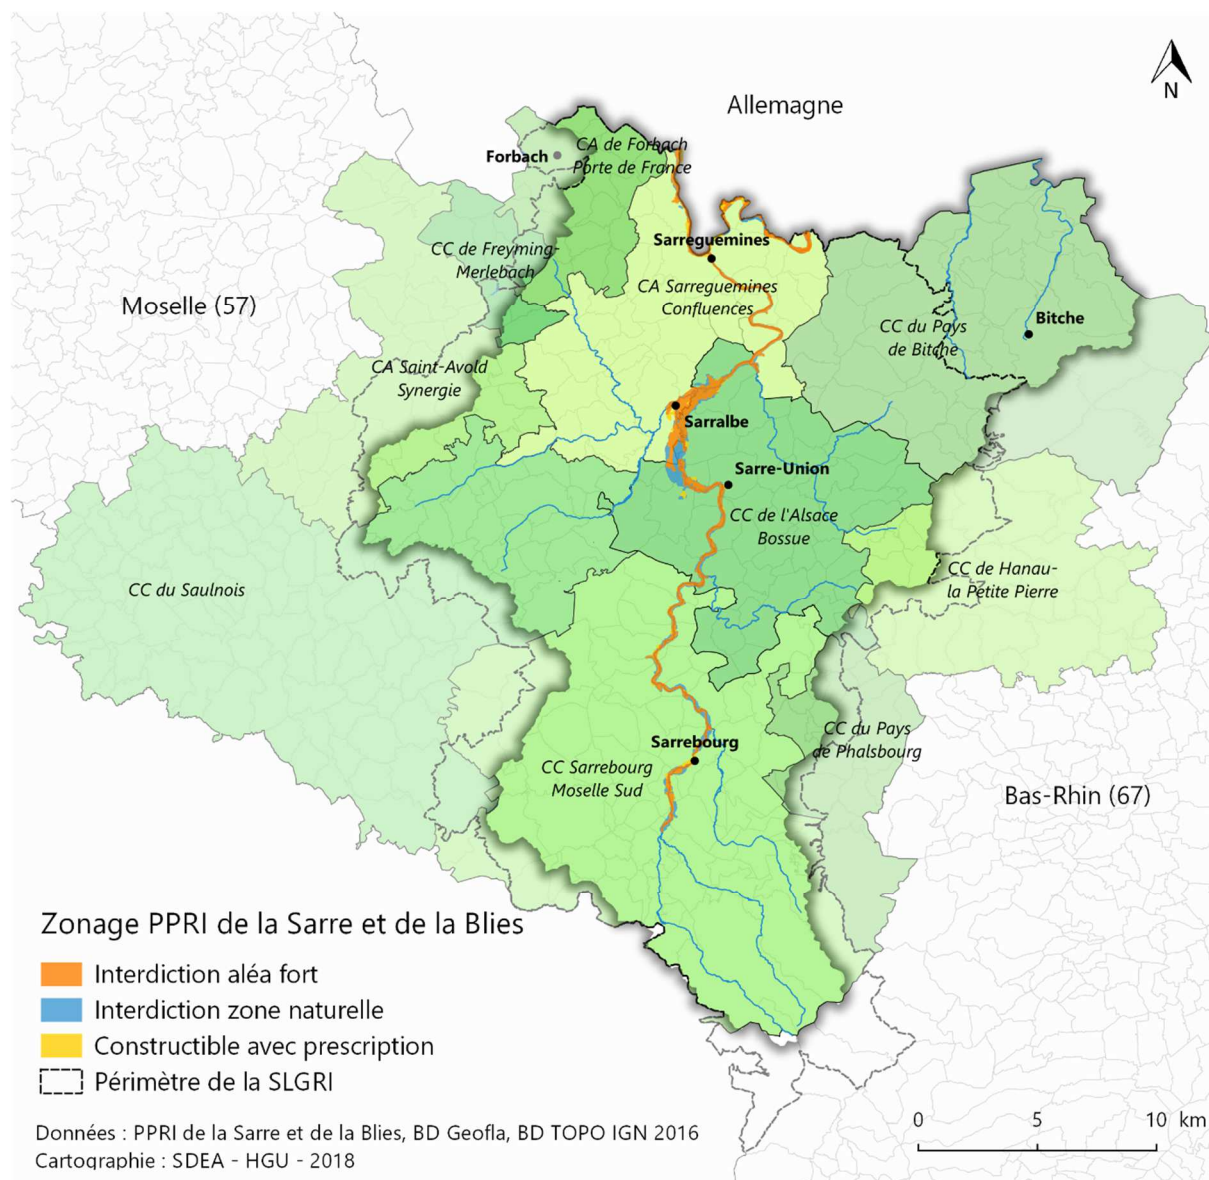 Allemagne
N
CA de Forbach
Porte de France
Forbach
Sarreguemines
CC de Freyming-
Merlebach
CA Sarreguemines
Confluences
Moselle (57)
Bitche
CC du Pays
de Bitche
CA Saint-Avold
Synergie
Sarralbe
Sarre-Union
CC de l'Alsace
Bossue
CC de Hanau-
la Petite Pierre
CC du Saulnois
CC du Pays
de Phalsbourg
Sarrebourg
CC Sarrebourg
Moselle Sud
Bas-Rhin (67)
Zonage PPRI de la Sarre et de la Blies
Interdiction aléa fort
Interdiction zone naturelle
Constructible avec prescription
Périmètre de la SLGRI
0 5 10 km
Données : PPRI de la Sarre et de la Blies, BD Geofla, BD TOPO IGN 2016
Cartographie : SDEA - HGU - 2018